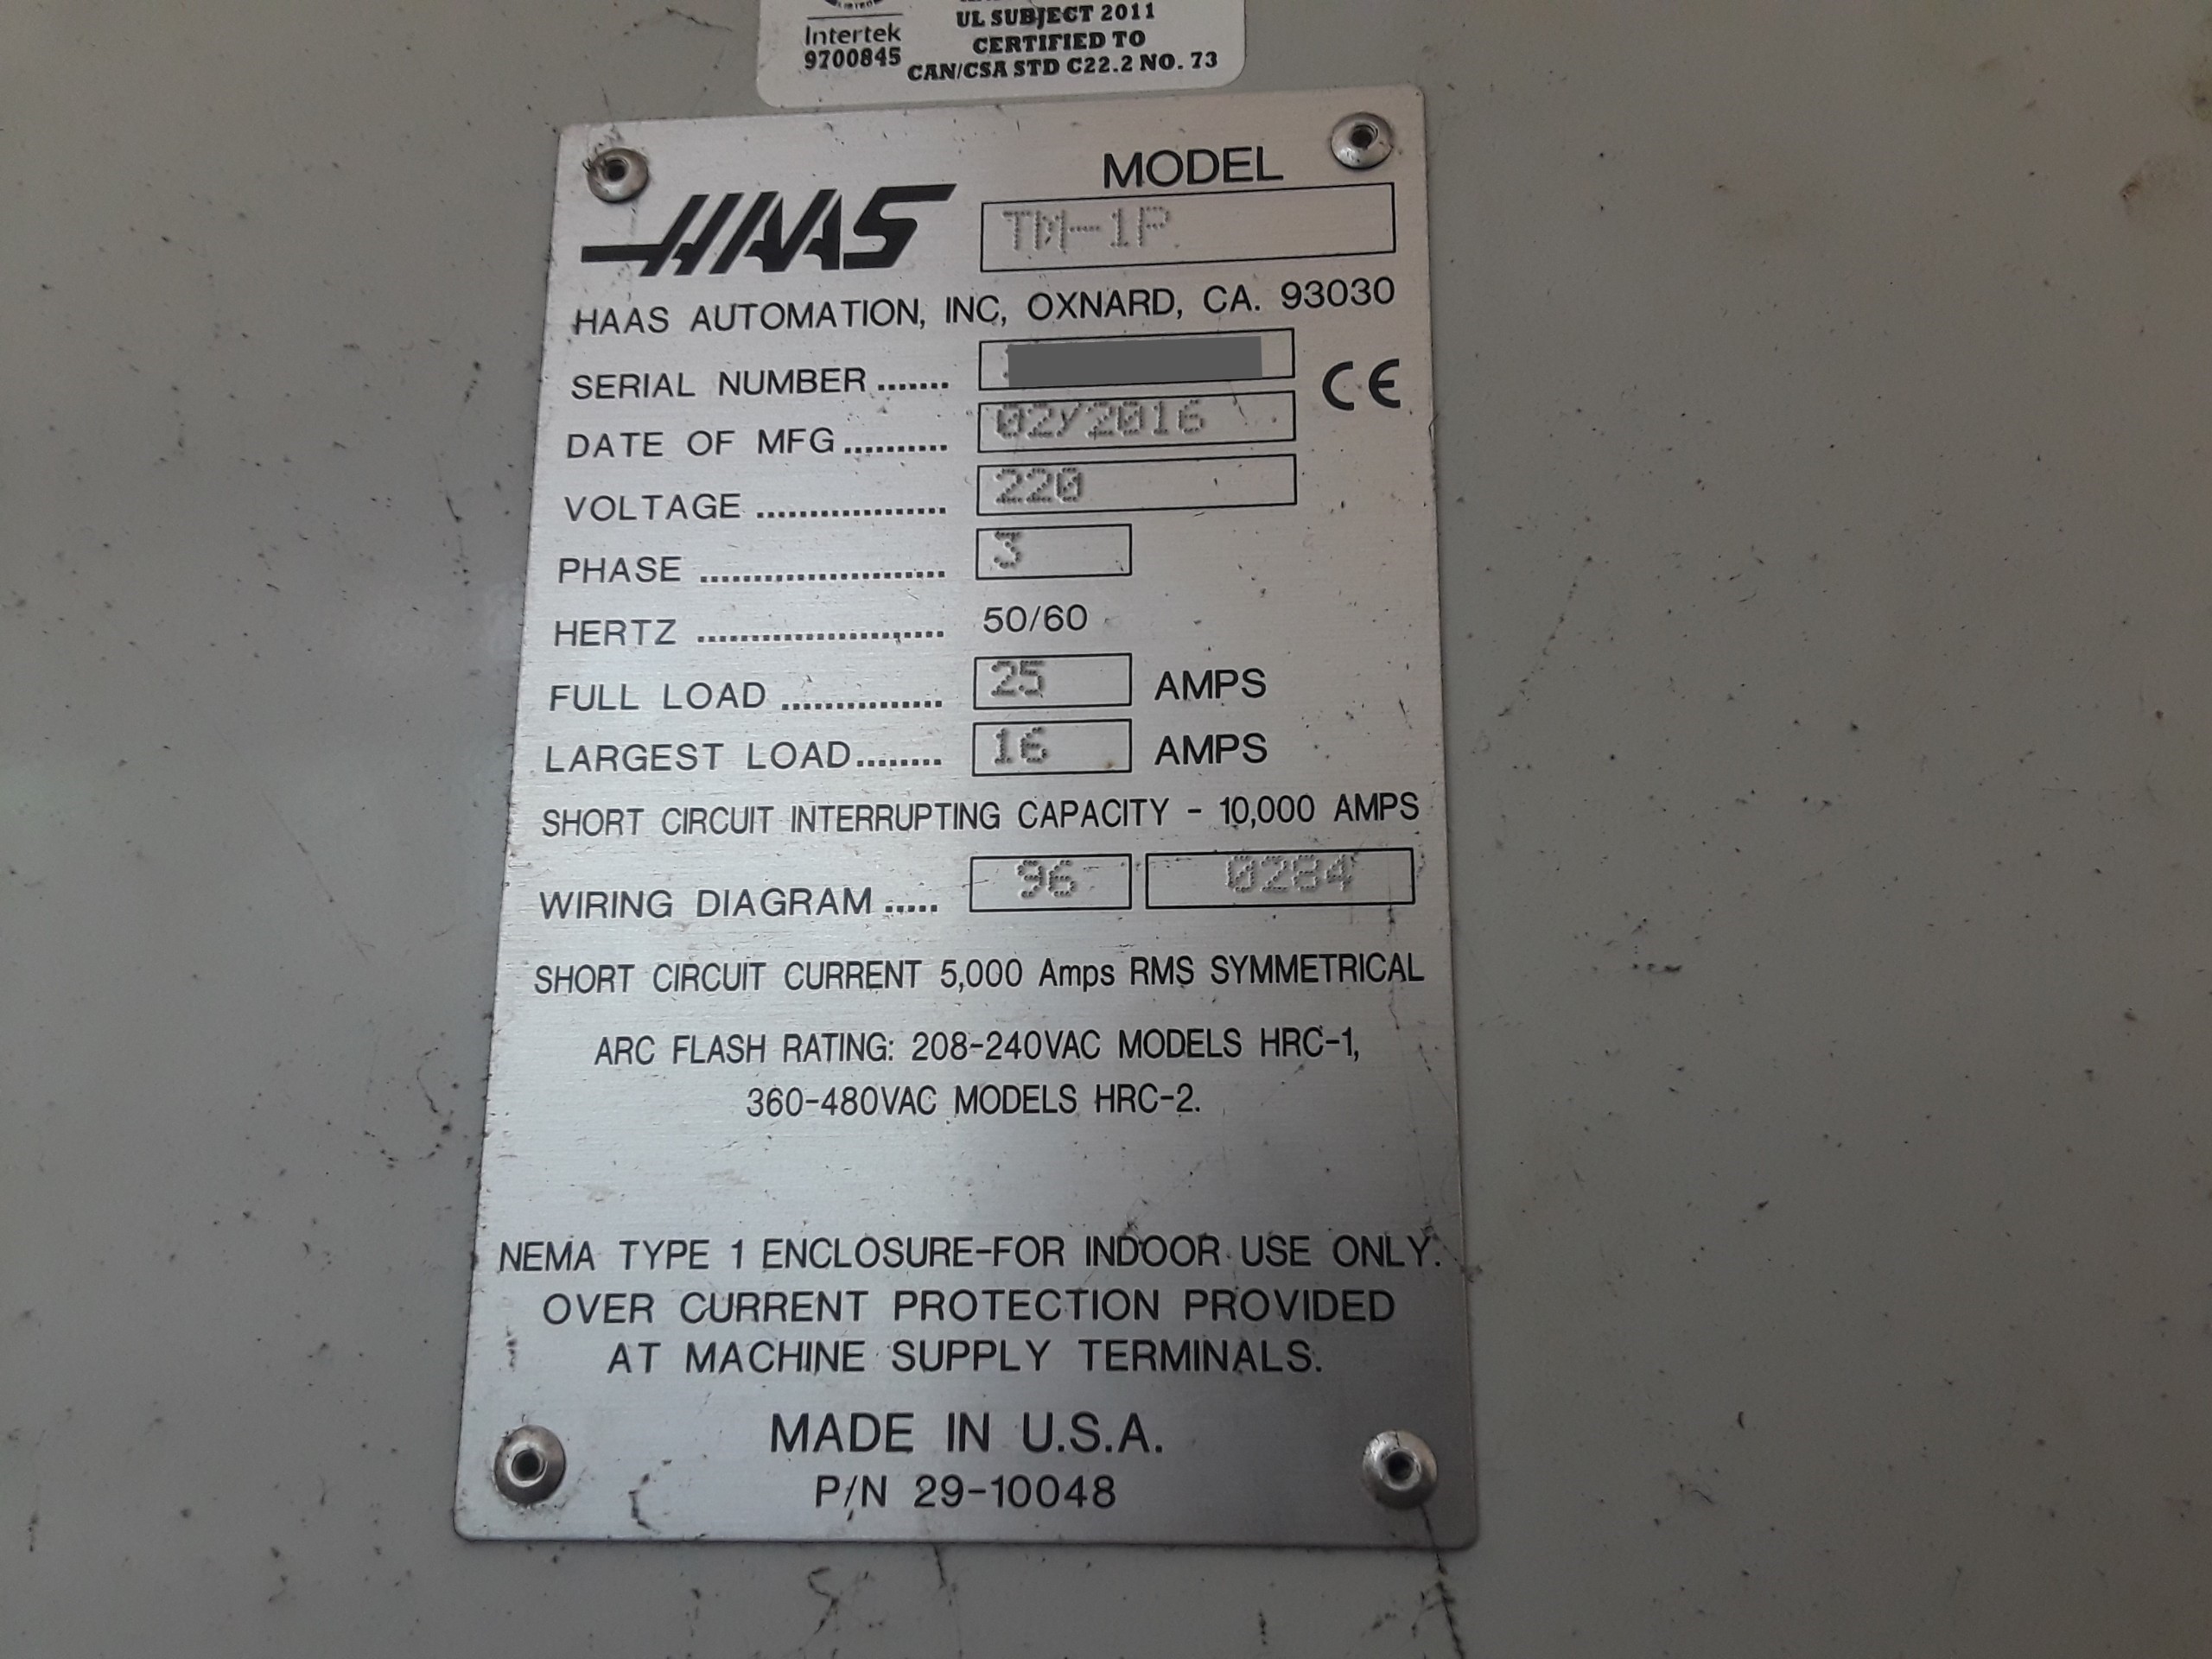 Intertek
9700845
UL SUBJECT 2011
CERTIFIED TO
CAN/CSA STD C22.2 NO. 73
MODEL
HAAS TM-1P
HAAS AUTOMATION, INC, OXNARD, CA. 93030
SERIAL NUMBER .......
CE
DATE OF MFG .......... 02/2016
VOLTAGE .................. 220
PHASE ....................... 3
HERTZ ....................... 50/60
FULL LOAD ............... 25 AMPS
LARGEST LOAD ........ 16 AMPS
SHORT CIRCUIT INTERRUPTING CAPACITY - 10,000 AMPS
WIRING DIAGRAM ..... 96 0284
SHORT CIRCUIT CURRENT 5,000 Amps RMS SYMMETRICAL
ARC FLASH RATING: 208-240VAC MODELS HRC-1,
360-480VAC MODELS HRC-2.
NEMA TYPE 1 ENCLOSURE-FOR INDOOR USE ONLY.
OVER CURRENT PROTECTION PROVIDED
AT MACHINE SUPPLY TERMINALS.
MADE IN U.S.A.
P/N 29-10048